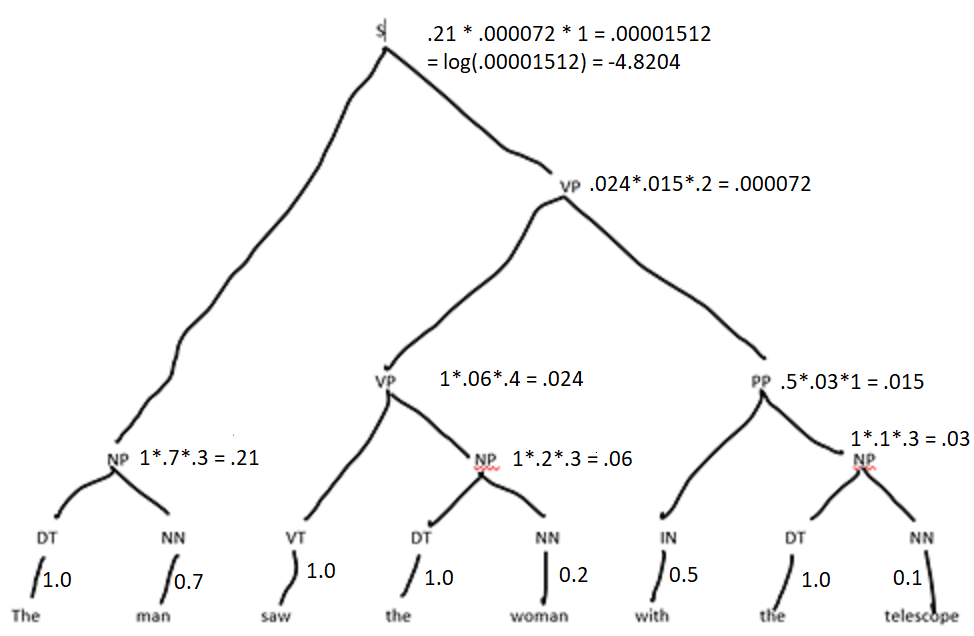 S
.21 * .000072 * 1 = .00001512
= log(.00001512) = -4.8204
VP .024*.015*.2 = .000072
VP 1*.06*.4 = .024
PP .5*.03*1 = .015
NP 1*.7*.3 = .21
NP 1*.2*.3 = .06
1*.1*.3 = .03
NP
DT NN VT DT NN IN DT NN
1.0 0.7 1.0 1.0 0.2 0.5 1.0 0.1
The man saw the woman with the telescope